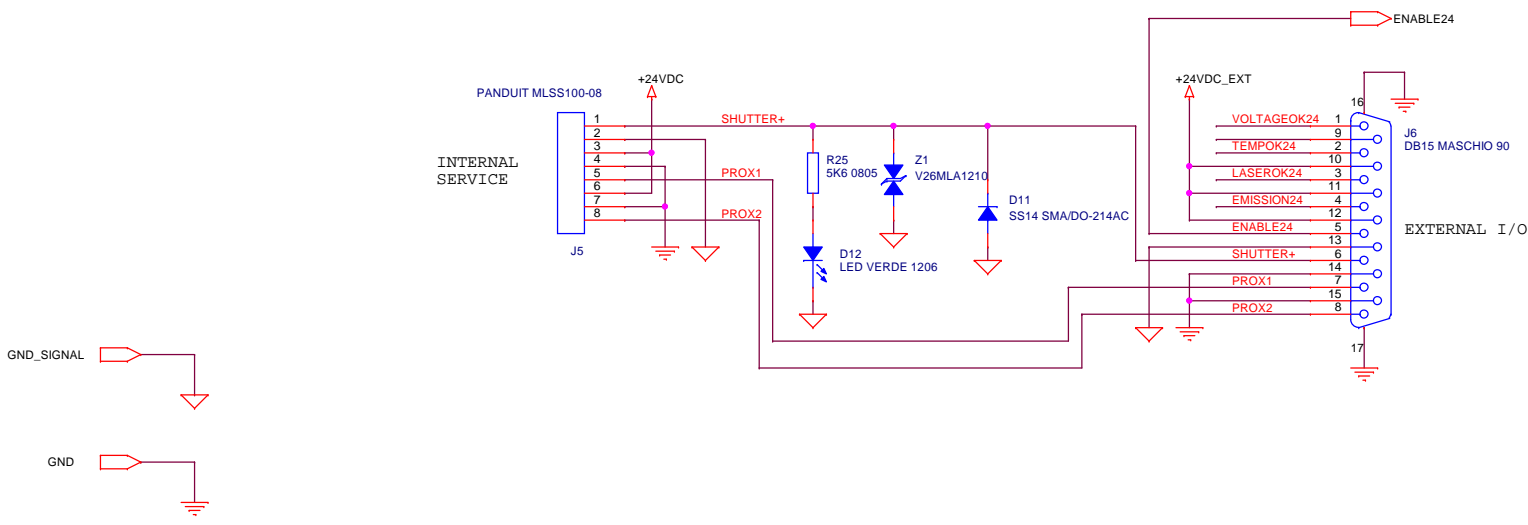 ENABLE24
+24VDC
+24VDC_EXT
PANDUIT MLSS100-08
16
1
SHUTTER+
VOLTAGEOK24
1
J6
2
9
DB15 MASCHIO 90
3
TEMPOK24
2
INTERNAL
SERVICE
4
R25
5K6 0805
Z1
V26MLA1210
10
5
PROX1
LASEROK24
3
6
11
7
D11
SS14 SMA/DO-214AC
EMISSION24
4
8
PROX2
12
ENABLE24
5
EXTERNAL I/O
J5
13
D12
LED VERDE 1206
SHUTTER+
6
14
PROX1
7
15
PROX2
8
17
GND_SIGNAL
GND